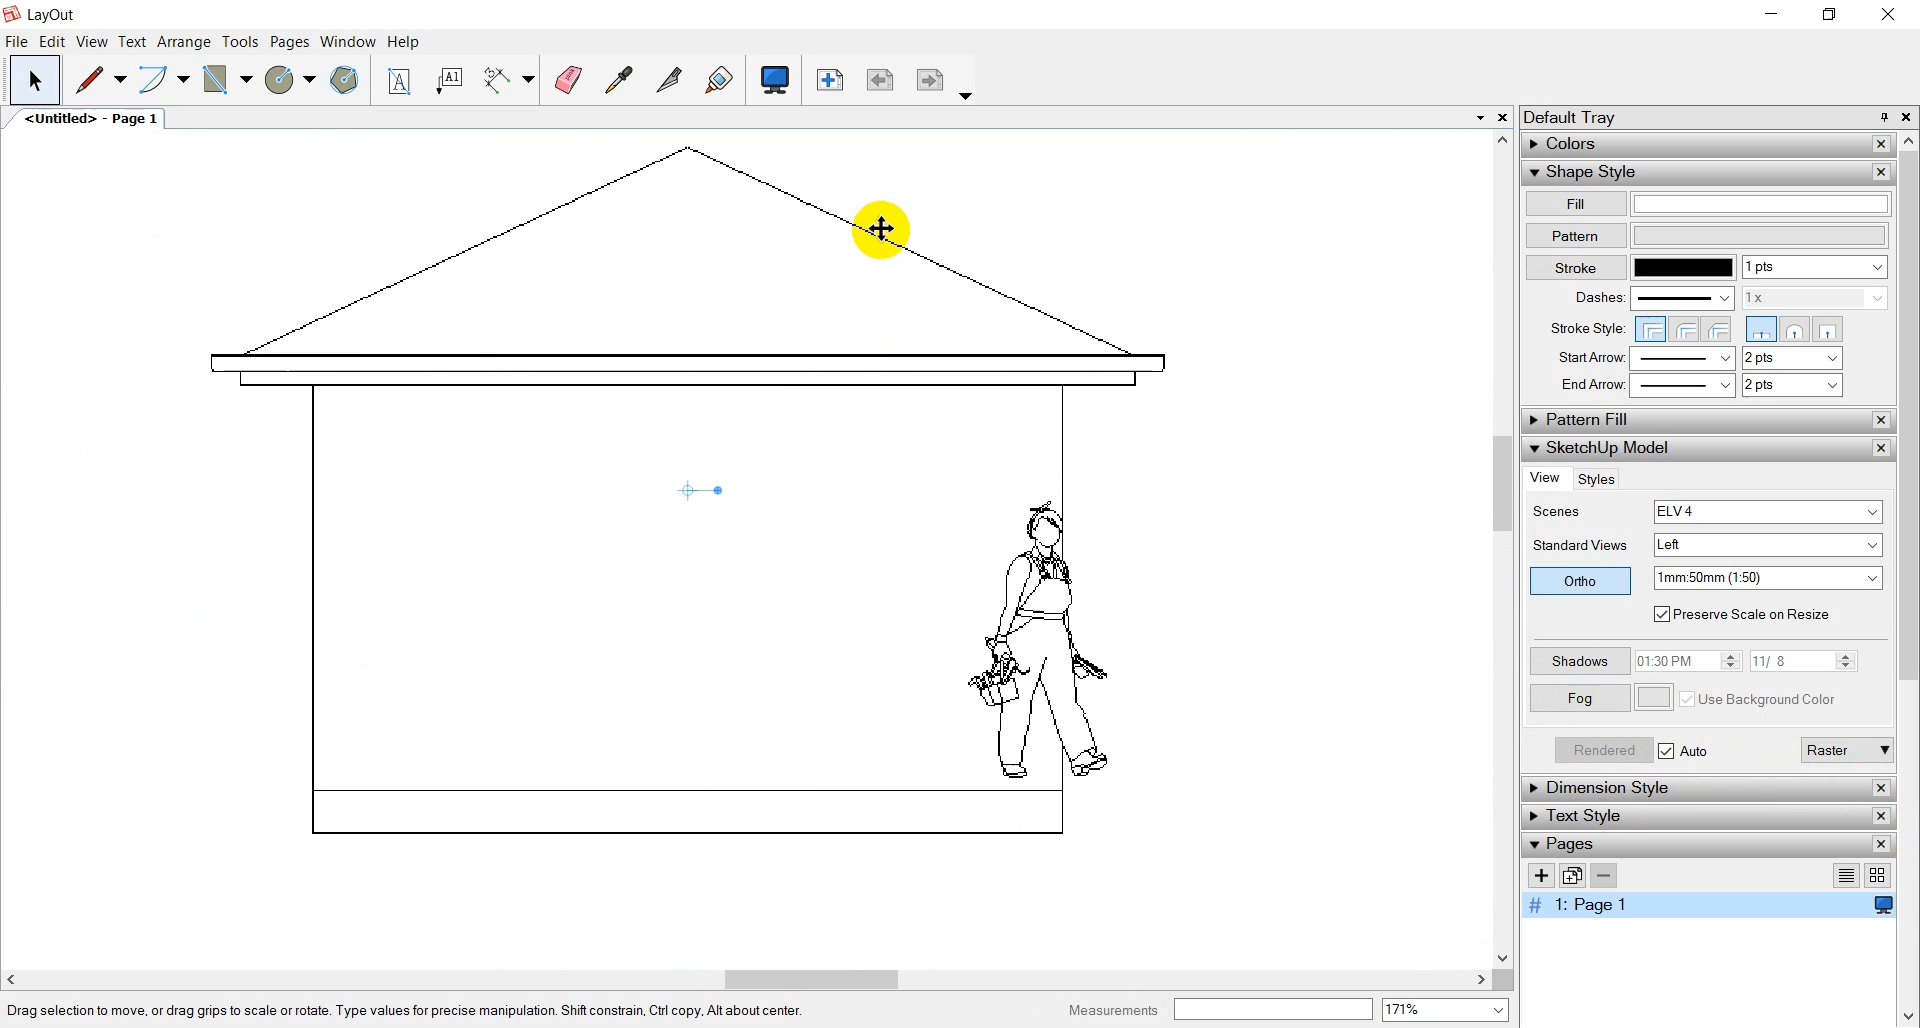 LayOut
File Edit View Text Arrange Tools Pages Window Help
A A1
<Untitled> - Page 1
Default Tray
Colors
Shape Style
Fill
Pattern
Stroke 1 pts
Dashes: 1 x
Stroke Style:
Start Arrow: 2 pts
End Arrow: 2 pts
Pattern Fill
SketchUp Model
View Styles
Scenes ELV 4
Standard Views Left
Ortho 1mm:50mm (1:50)
Preserve Scale on Resize
Shadows 01:30 PM 11/ 8
Fog Use Background Color
Rendered Auto Raster
Dimension Style
Text Style
Pages
# 1: Page 1
Drag selection to move, or drag grips to scale or rotate. Type values for precise manipulation. Shift constrain, Ctrl copy, Alt about center. Measurements 171%